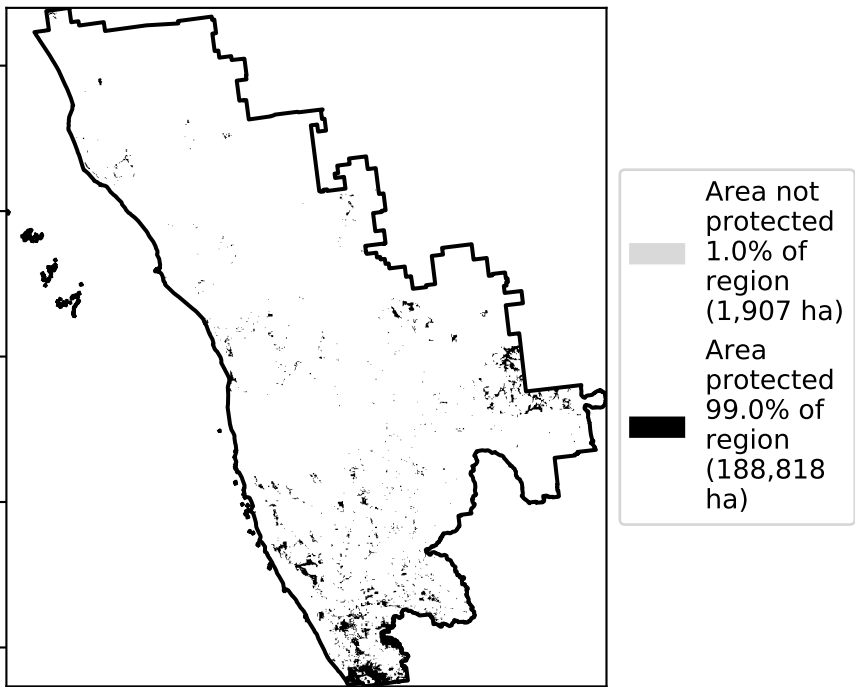 Area not
protected
1.0% of
region
(1,907 ha)
Area
protected
99.0% of
region
(188,818
ha)